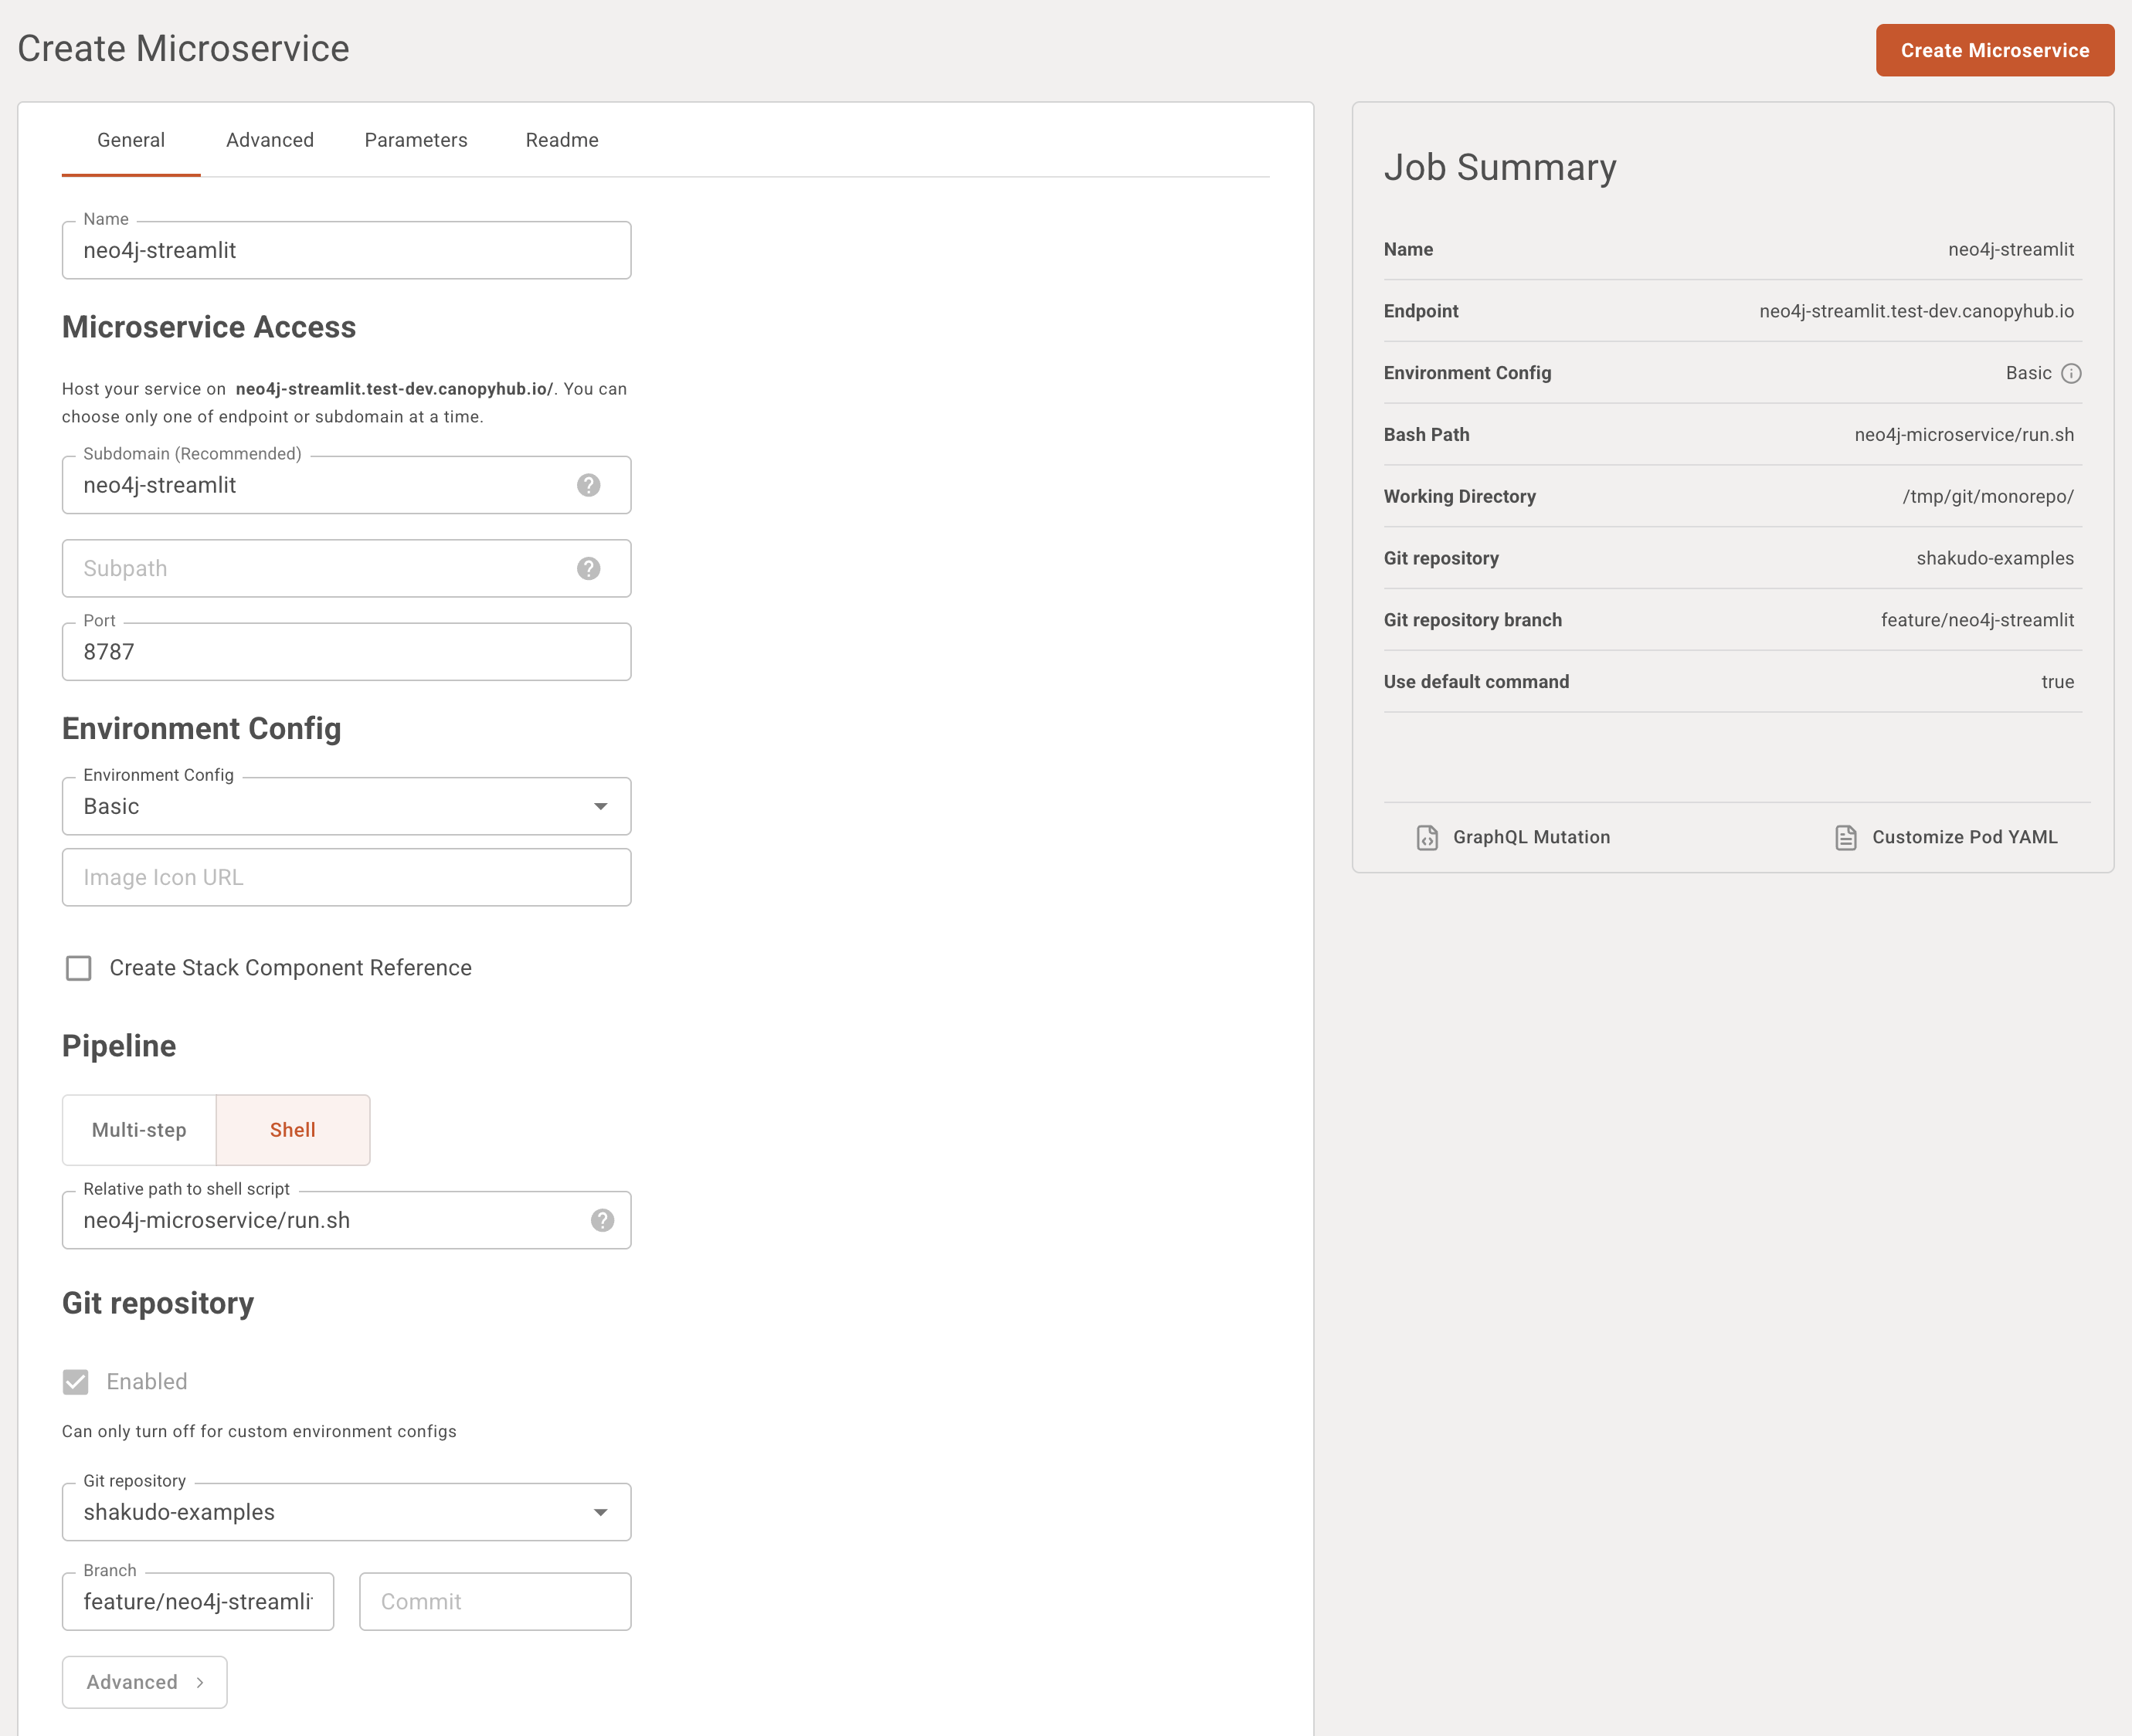 Create Microservice
Create Microservice
General
Advanced
Parameters
Readme
Name
neo4j-streamlit
Microservice Access
Host your service on neo4j-streamlit.test-dev.canopyhub.io/. You can
choose only one of endpoint or subdomain at a time.
Subdomain (Recommended)
neo4j-streamlit
Subpath
Port
8787
Environment Config
Environment Config
Basic
Image Icon URL
Create Stack Component Reference
Pipeline
Multi-step
Shell
Relative path to shell script
neo4j-microservice/run.sh
Git repository
Enabled
Can only turn off for custom environment configs
Git repository
shakudo-examples
Branch
feature/neo4j-streamli
Commit
Advanced
Job Summary
Name neo4j-streamlit
Endpoint neo4j-streamlit.test-dev.canopyhub.io
Environment Config Basic
Bash Path neo4j-microservice/run.sh
Working Directory /tmp/git/monorepo/
Git repository shakudo-examples
Git repository branch feature/neo4j-streamlit
Use default command true
GraphQL Mutation
Customize Pod YAML